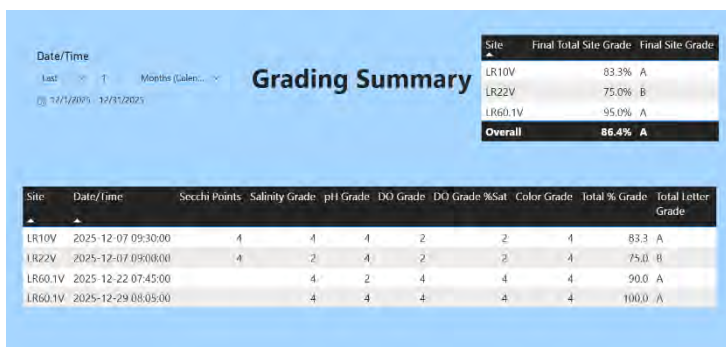 Date/Time
Last 1 Months (Calen...
12/1/2025 - 12/31/2025
Grading Summary
Site Final Total Site Grade Final Site Grade
LR10V 83.3% A
LR22V 75.0% B
LR60.1V 95.0% A
Overall 86.4% A
Site Date/Time Secchi Points Salinity Grade pH Grade DO Grade DO Grade %Sat Color Grade Total % Grade Total Letter
Grade
LR10V 2025-12-07 09:30:00 4 4 4 2 2 4 83.3 A
LR22V 2025-12-07 09:00:00 4 2 4 2 2 4 75.0 B
LR60.1V 2025-12-22 07:45:00 4 2 4 4 4 90.0 A
LR60.1V 2025-12-29 08:05:00 4 4 4 4 4 100.0 A